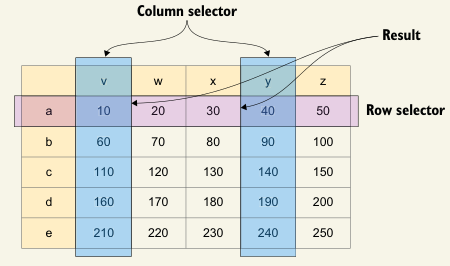 Column selector
Result
v w x y z
a 10 20 30 40 50
Row selector
b 60 70 80 90 100
c 110 120 130 140 150
d 160 170 180 190 200
e 210 220 230 240 250